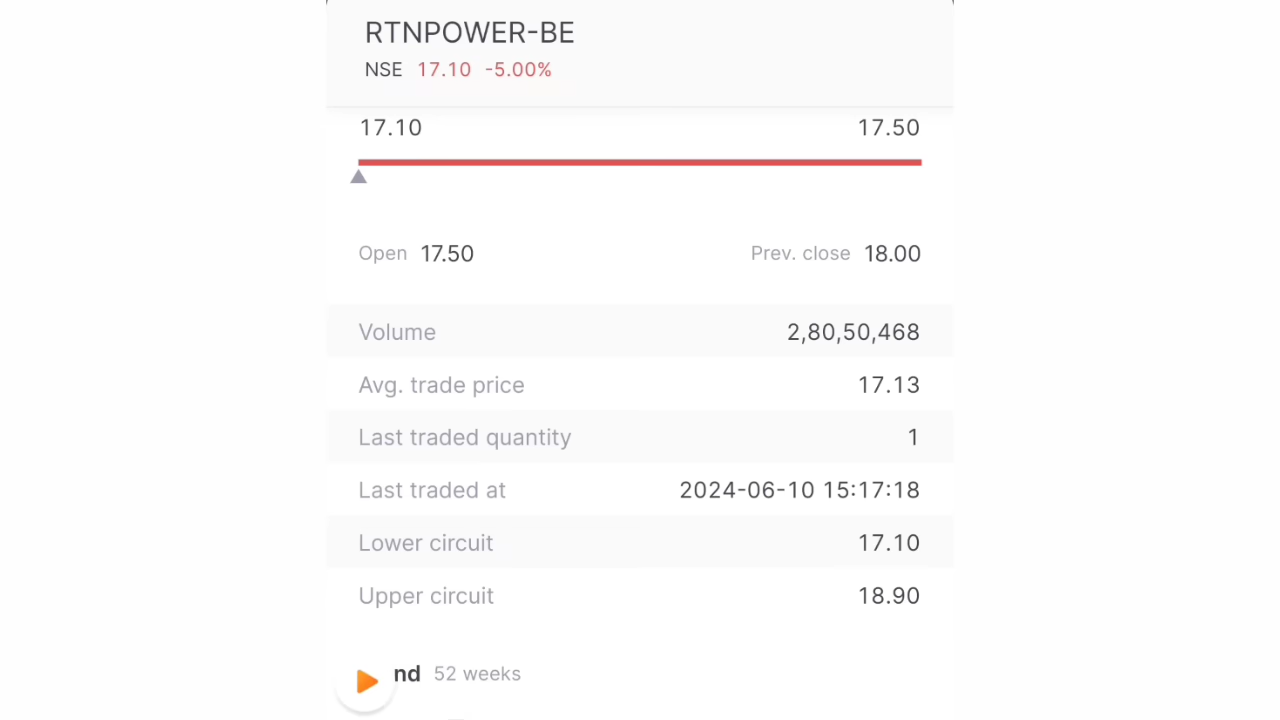 RTNPOWER-BE
NSE 17.10 -5.00%
17.10 17.50
Open 17.50 Prev. close 18.00
Volume 2,80,50,468
Avg. trade price 17.13
Last traded quantity 1
Last traded at 2024-06-10 15:17:18
Lower circuit 17.10
Upper circuit 18.90
nd 52 weeks